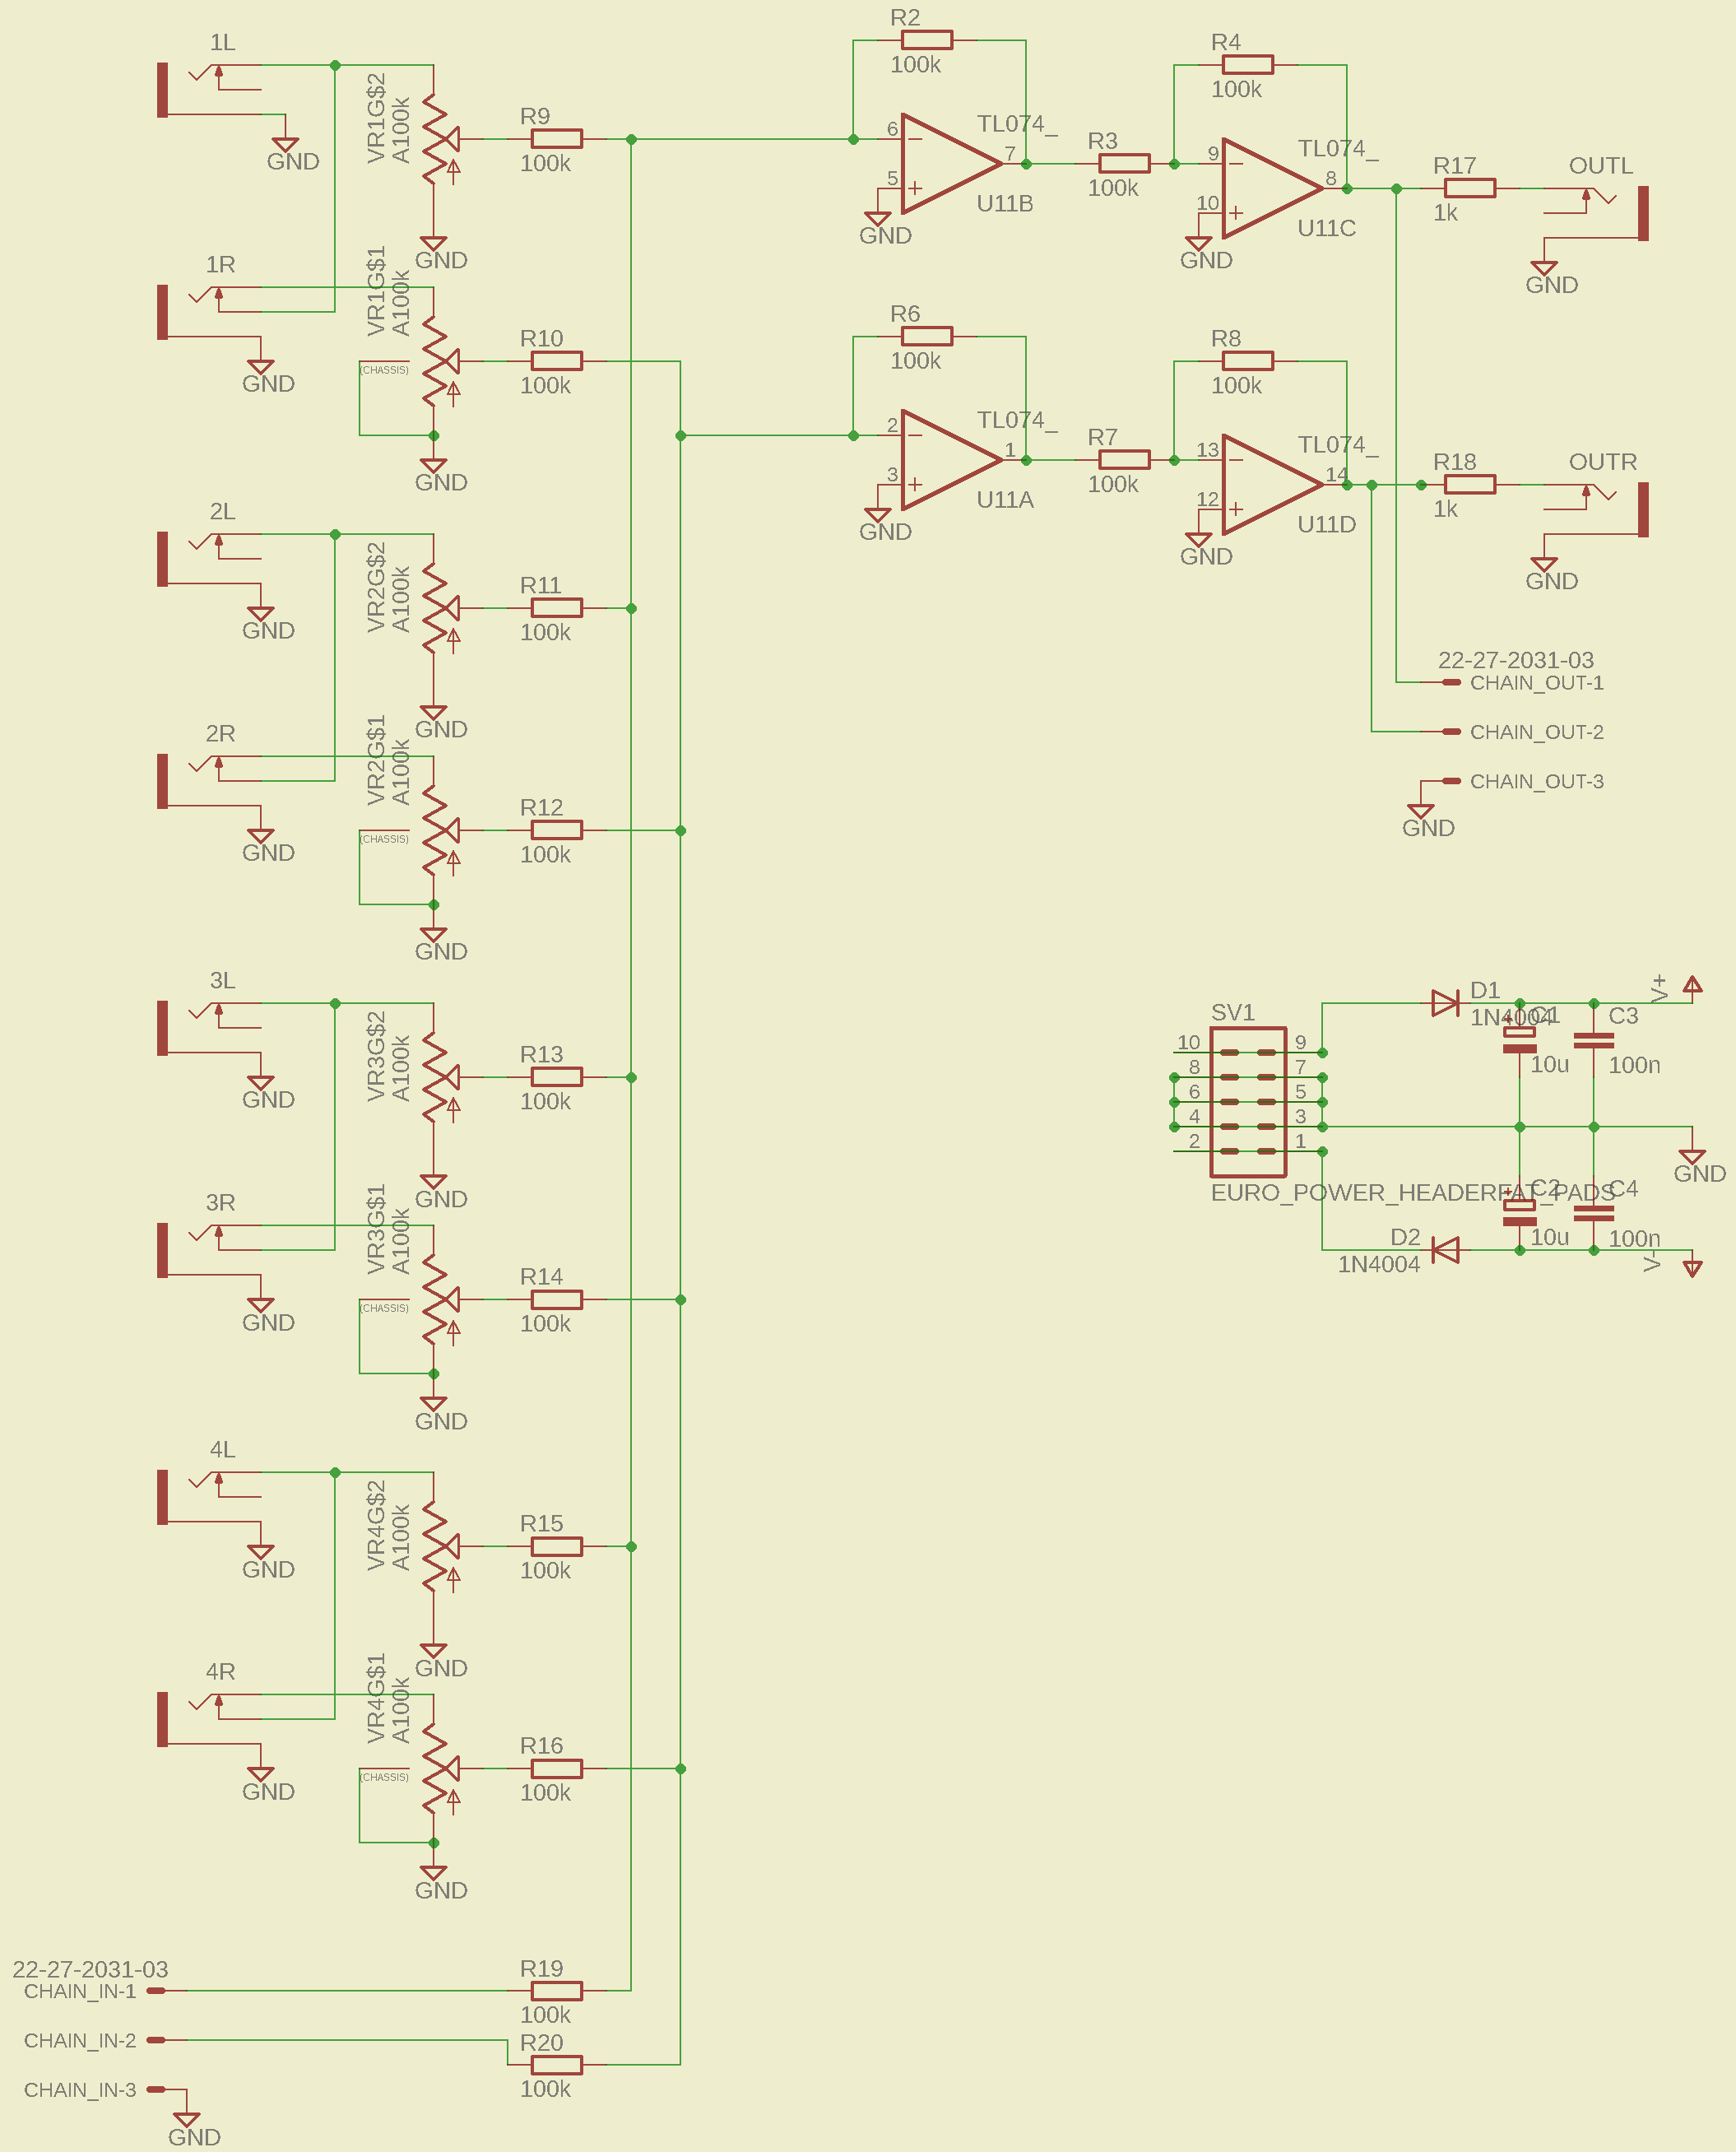 1L
GND
VR1G$2
A100k
R9
100k
1R
GND
VR1G$1
A100k
GND
(CHASSIS)
R10
100k
GND
2L
GND
VR2G$2
A100k
R11
100k
GND
2R
GND
VR2G$1
A100k
(CHASSIS)
R12
100k
GND
3L
GND
VR3G$2
A100k
R13
100k
GND
3R
GND
VR3G$1
A100k
(CHASSIS)
R14
100k
GND
4L
GND
VR4G$2
A100k
R15
100k
GND
4R
GND
VR4G$1
A100k
(CHASSIS)
R16
100k
GND
22-27-2031-03
CHAIN_IN-1
R19
100k
CHAIN_IN-2
R20
100k
CHAIN_IN-3
GND
R2
100k
6
5
7
TL074_
U11B
GND
R3
100k
R4
100k
9
10
8
TL074_
U11C
GND
R17
1k
OUTL
GND
R6
100k
2
3
1
TL074_
U11A
GND
R7
100k
R8
100k
13
12
14
TL074_
U11D
GND
R18
1k
OUTR
GND
22-27-2031-03
CHAIN_OUT-1
CHAIN_OUT-2
CHAIN_OUT-3
GND
SV1
10 9
8 7
6 5
4 3
2 1
EURO_POWER_HEADERFAT_PADS
D1
1N4004
C1
10u
C3
100n
V+
GND
C2
10u
C4
100n
D2
1N4004
V-